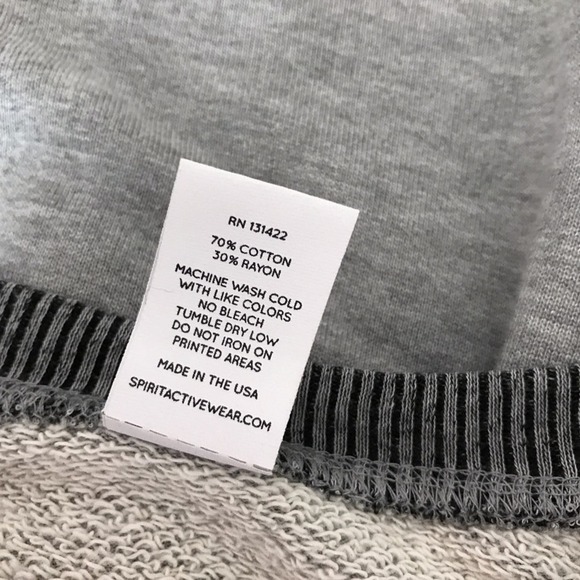 RN 131422
70% COTTON
30% RAYON
MACHINE WASH COLD
WITH LIKE COLORS
NO BLEACH
TUMBLE DRY LOW
DO NOT IRON ON
PRINTED AREAS
MADE IN THE USA
SPIRITACTIVEWEAR.COM